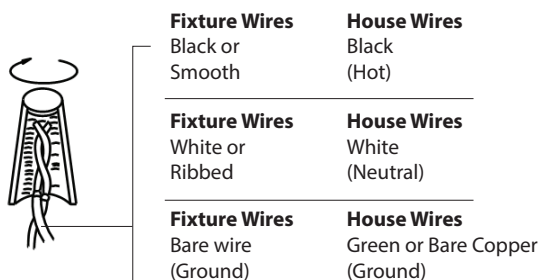 Fixture Wires House Wires
Black or Black
Smooth (Hot)
Fixture Wires House Wires
White or White
Ribbed (Neutral)
Fixture Wires House Wires
Bare wire Green or Bare Copper
(Ground) (Ground)